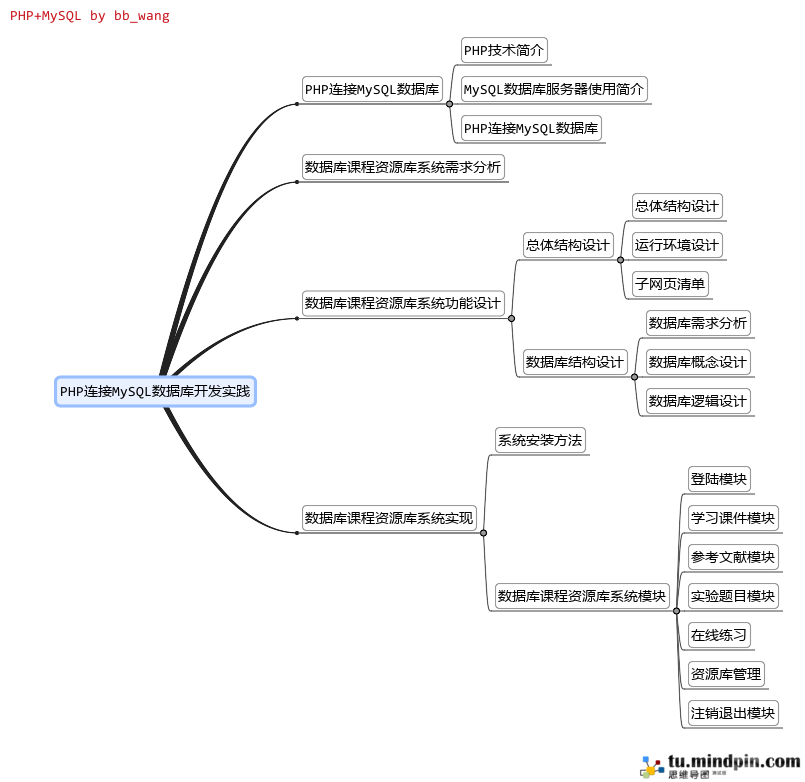 PHP+MySQL by bb_wang
PHP连接MySQL数据库开发实践
PHP连接MySQL数据库
PHP技术简介
MySQL数据库服务器使用简介
PHP连接MySQL数据库
数据库课程资源库系统需求分析
数据库课程资源库系统功能设计
总体结构设计
总体结构设计
运行环境设计
子网页清单
数据库结构设计
数据库需求分析
数据库概念设计
数据库逻辑设计
数据库课程资源库系统实现
系统安装方法
数据库课程资源库系统模块
登陆模块
学习课件模块
参考文献模块
实验题目模块
在线练习
资源库管理
注销退出模块
tu.mindpin.com
思维导图 测试版